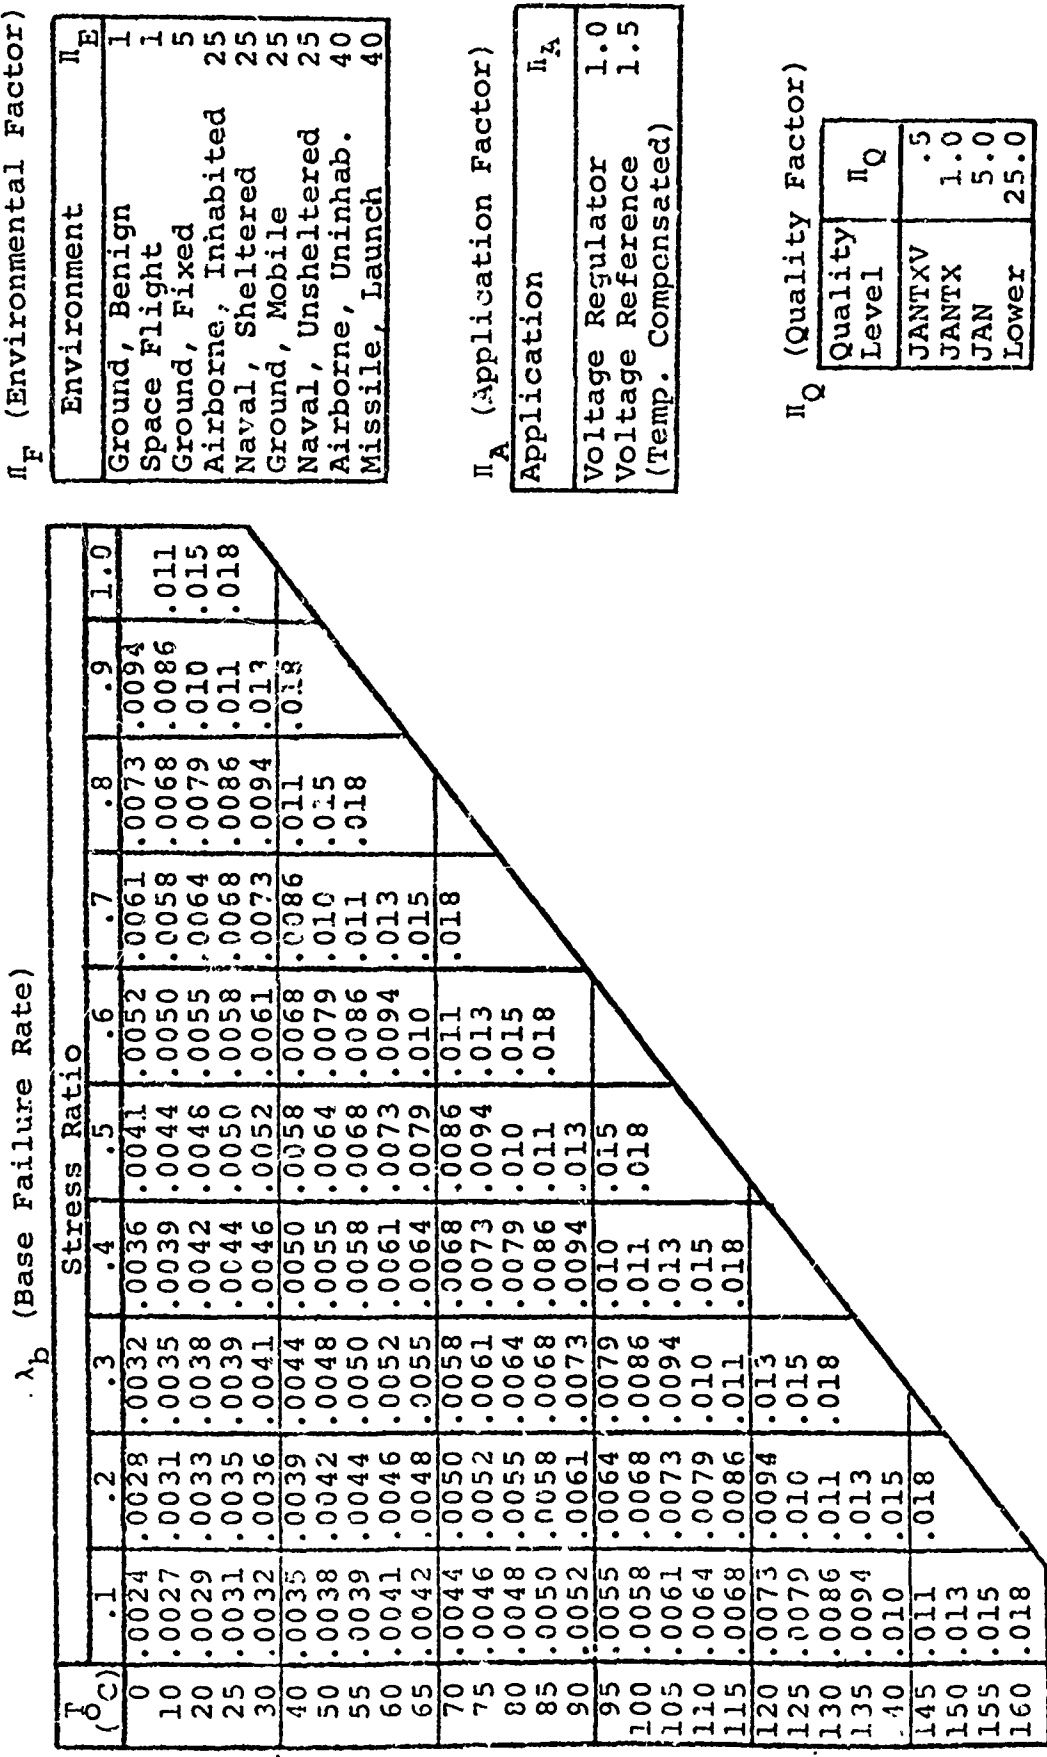 λb (Base Failure Rate)
T (°C) Stress Ratio
.1 .2 .3 .4 .5 .6 .7 .8 .9 1.0
0 .0024 .0028 .0032 .0036 .0041 .0052 .0061 .0073 .0094
10 .0027 .0031 .0035 .0039 .0044 .0050 .0058 .0068 .0086 .011
20 .0029 .0033 .0038 .0042 .0046 .0055 .0064 .0079 .010 .015
25 .0031 .0035 .0039 .0044 .0050 .0058 .0068 .0086 .011 .018
30 .0032 .0036 .0041 .0046 .0052 .0061 .0073 .0094 .013
40 .0035 .0039 .0044 .0050 .0058 .0068 .0086 .011 .018
50 .0038 .0042 .0048 .0055 .0064 .0079 .010 .015
55 .0039 .0044 .0050 .0058 .0068 .0086 .011 .018
60 .0041 .0046 .0052 .0061 .0073 .0094 .013
65 .0042 .0048 .0055 .0064 .0079 .010 .015
70 .0044 .0050 .0058 .0068 .0086 .011 .018
75 .0046 .0052 .0061 .0073 .0094 .013
80 .0048 .0055 .0064 .0079 .010 .015
85 .0050 .0058 .0068 .0086 .011 .018
90 .0052 .0061 .0073 .0094 .013
95 .0055 .0064 .0079 .010 .015
100 .0058 .0068 .0086 .011 .018
105 .0061 .0073 .0094 .013
110 .0064 .0079 .010 .015
115 .0068 .0086 .011 .018
120 .0073 .0094 .013
125 .0079 .010 .015
130 .0086 .011 .018
135 .0094 .013
140 .010 .015
145 .011 .018
150 .013
155 .015
160 .018
ΠF (Environmental Factor)
Environment ΠE
Ground, Benign 1
Space Flight 1
Ground, Fixed 5
Airborne, Inhabited 25
Naval, Sheltered 25
Ground, Mobile 25
Naval, Unsheltered 25
Airborne, Uninhab. 40
Missile, Launch 40
ΠA (Application Factor)
Application ΠA
Voltage Regulator 1.0
Voltage Reference 1.5
(Temp. Compensated)
ΠQ (Quality Factor)
Quality ΠQ
Level
JANTXV .5
JANTX 1.0
JAN 5.0
Lower 25.0